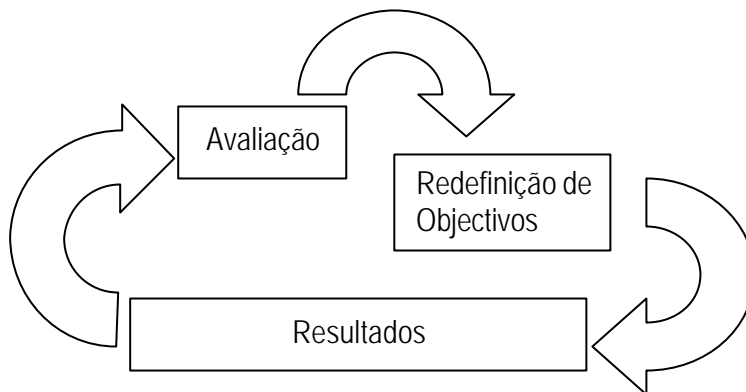 Avaliação
Redefinição de
Objectivos
Resultados